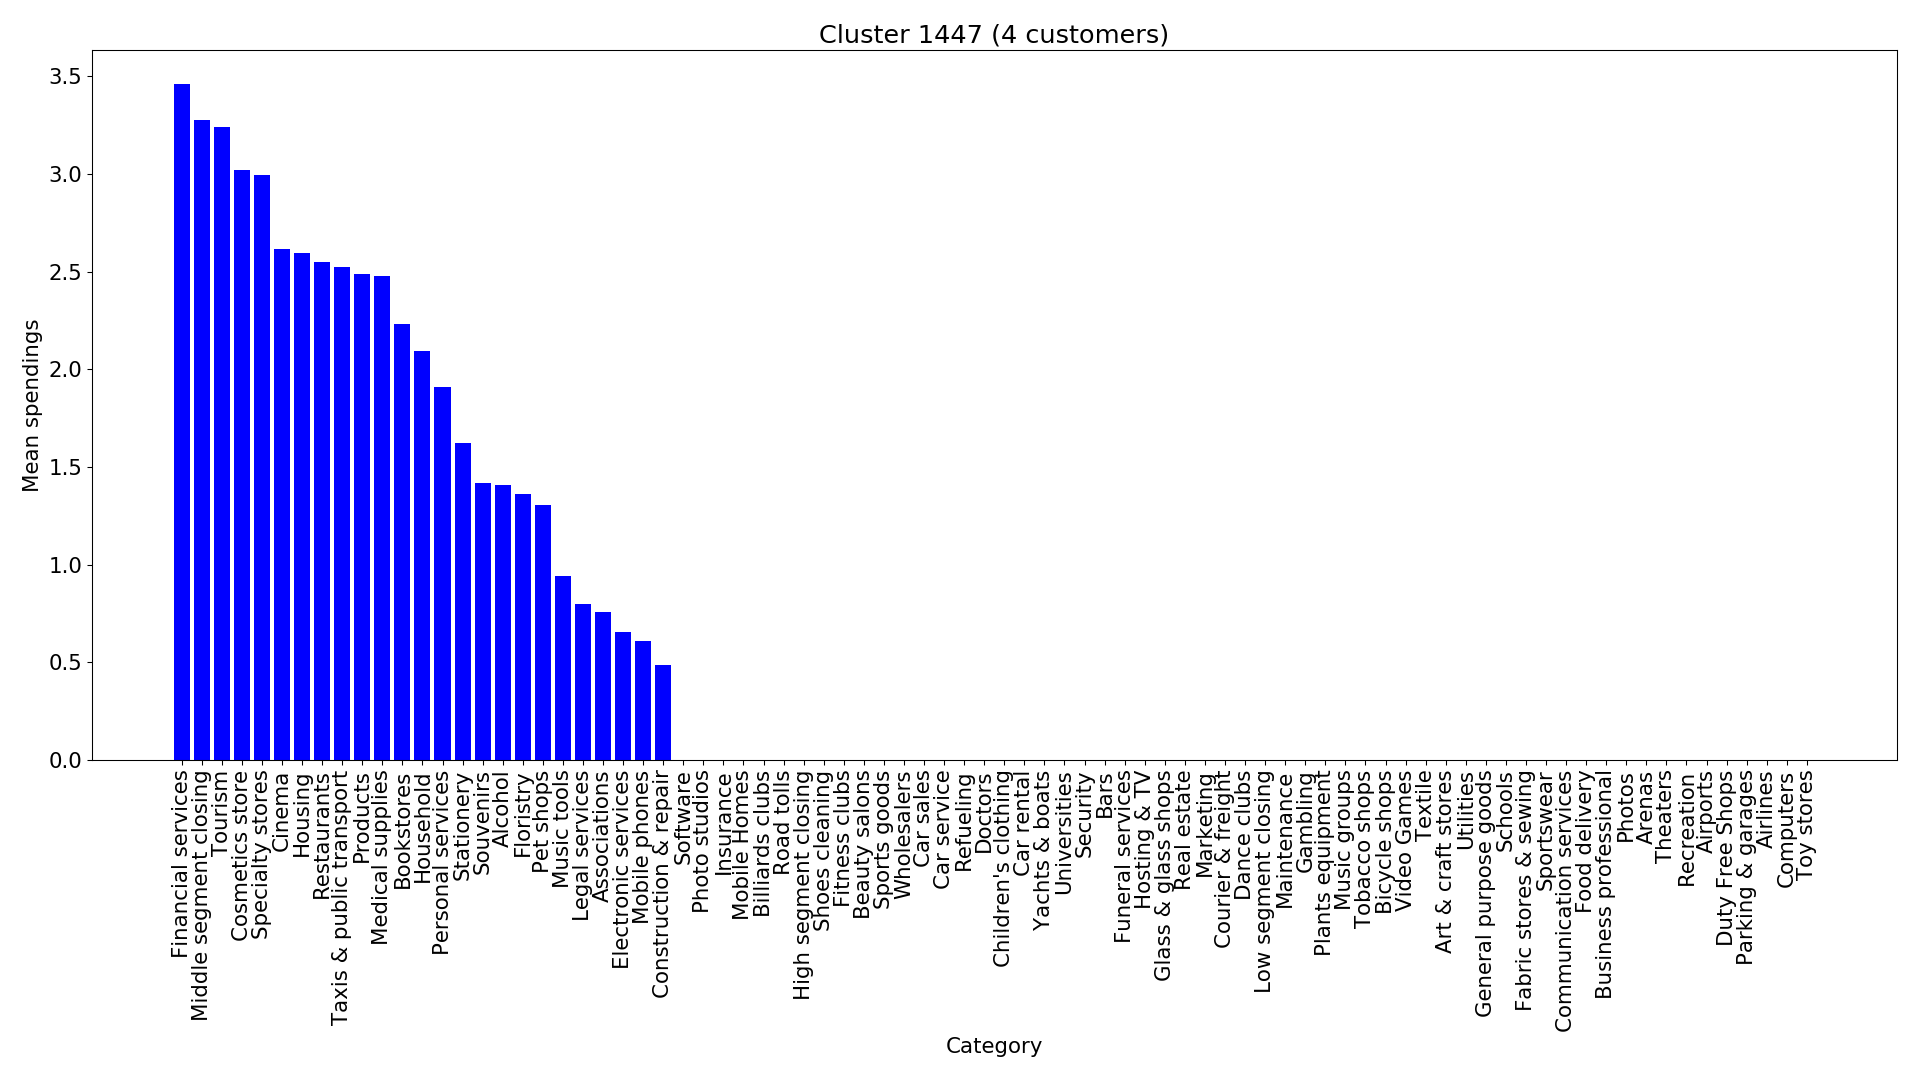 Cluster 1447 (4 customers)
3.5
3.0
2.5
2.0
1.5
1.0
0.5
0.0
Mean spendings
Financial services
Middle segment closing
Tourism
Cosmetics store
Specialty stores
Cinema
Housing
Restaurants
Taxis & public transport
Products
Medical supplies
Bookstores
Household
Personal services
Stationery
Souvenirs
Alcohol
Floristry
Pet shops
Music tools
Legal services
Associations
Electronic services
Mobile phones
Construction & repair
Software
Photo studios
Insurance
Mobile Homes
Billiards clubs
Road tolls
High segment closing
Shoes cleaning
Fitness clubs
Beauty salons
Sports goods
Wholesalers
Car sales
Car service
Refueling
Doctors
Children's clothing
Car rental
Yachts & boats
Universities
Security
Bars
Funeral services
Hosting & TV
Glass & glass shops
Real estate
Marketing
Courier & freight
Dance clubs
Low segment closing
Maintenance
Gambling
Plants equipment
Music groups
Tobacco shops
Bicycle shops
Video Games
Textile
Art & craft stores
Utilities
General purpose goods
Schools
Fabric stores & sewing
Sportswear
Communication services
Food delivery
Business professional
Photos
Arenas
Theaters
Recreation
Airports
Duty Free Shops
Parking & garages
Airlines
Computers
Toy stores
Category